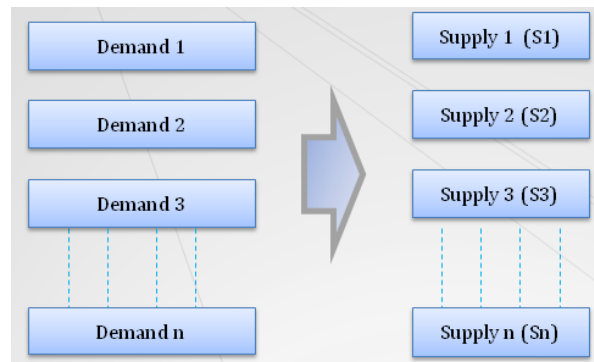 Demand 1
Supply 1 (S1)
Demand 2
Supply 2 (S2)
Demand 3
Supply 3 (S3)
Demand n
Supply n (Sn)